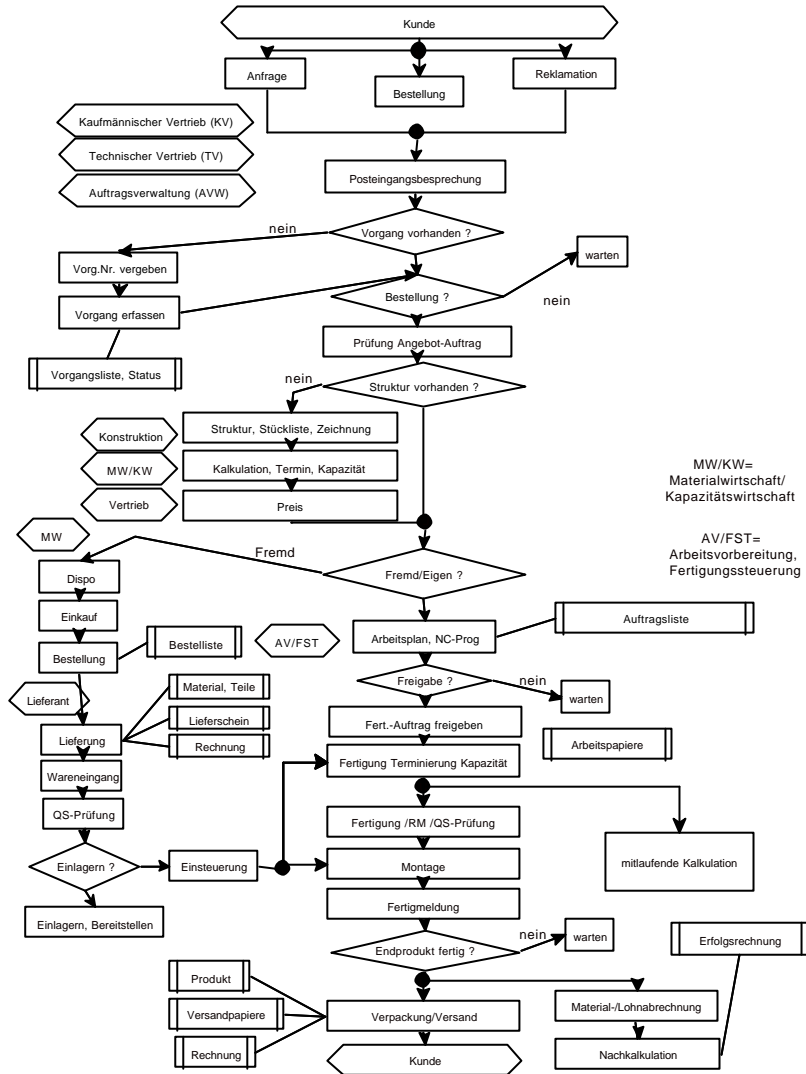 Kunde
Anfrage
Bestellung
Reklamation
Kaufmännischer Vertrieb (KV)
Technischer Vertrieb (TV)
Auftragsverwaltung (AVW)
Posteingangsbesprechung
nein
Vorgang vorhanden ?
Vorg.Nr. vergeben
warten
nein
Bestellung ?
Vorgang erfassen
Prüfung Angebot-Auftrag
Vorgangsliste, Status
nein
Struktur vorhanden ?
Konstruktion
Struktur, Stückliste, Zeichnung
MW/KW
Kalkulation, Termin, Kapazität
Vertrieb
Preis
MW/KW=
Materialwirtschaft/
Kapazitätswirtschaft
AV/FST=
Arbeitsvorbereitung,
Fertigungssteuerung
MW
Fremd
Fremd/Eigen ?
Dispo
Einkauf
Bestellung
Bestelliste
AV/FST
Arbeitsplan, NC-Prog
Auftragsliste
Freigabe ?
nein
warten
Lieferant
Material, Teile
Lieferschein
Rechnung
Lieferung
Fert.-Auftrag freigeben
Arbeitspapiere
Wareneingang
Fertigung Terminierung Kapazität
QS-Prüfung
Fertigung /RM /QS-Prüfung
mitlaufende Kalkulation
Einlagern ?
Einsteuerung
Montage
Einlagern, Bereitstellen
Fertigmeldung
Endprodukt fertig ?
nein
warten
Erfolgsrechnung
Produkt
Versandpapiere
Rechnung
Verpackung/Versand
Material-/Lohnabrechnung
Kunde
Nachkalkulation